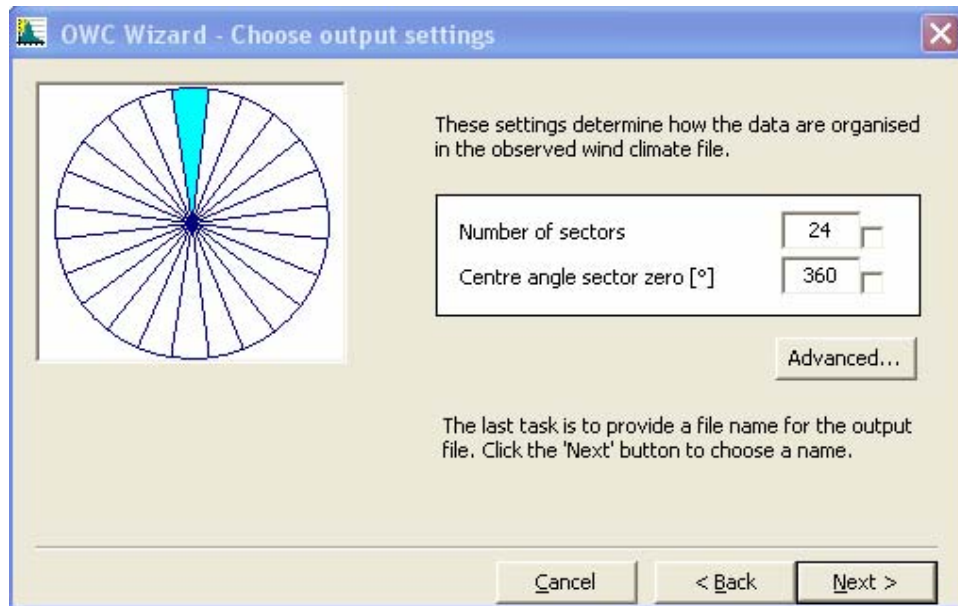 OWC Wizard - Choose output settings
These settings determine how the data are organised
in the observed wind climate file.
Number of sectors 24
Centre angle sector zero [°] 360
Advanced...
The last task is to provide a file name for the output
file. Click the 'Next' button to choose a name.
Cancel < Back Next >